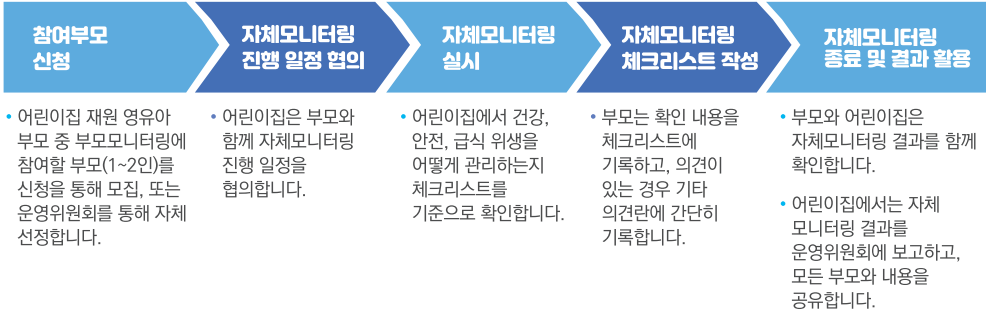 참여부모
신청
• 어린이집 재원 영유아
부모 중 부모모니터링에
참여할 부모(1~2인)를
신청을 통해 모집, 또는
운영위원회를 통해 자체
선정합니다.
자체모니터링
진행 일정 협의
• 어린이집은 부모와
함께 자체모니터링
진행 일정을
협의합니다.
자체모니터링
실시
• 어린이집에서 건강,
안전, 급식 위생을
어떻게 관리하는지
체크리스트를
기준으로 확인합니다.
자체모니터링
체크리스트 작성
• 부모는 확인 내용을
체크리스트에
기록하고, 의견이
있는 경우 기타
의견란에 간단히
기록합니다.
자체모니터링
종료 및 결과 활용
• 부모와 어린이집은
자체모니터링 결과를 함께
확인합니다.
• 어린이집에서는 자체
모니터링 결과를
운영위원회에 보고하고,
모든 부모와 내용을
공유합니다.